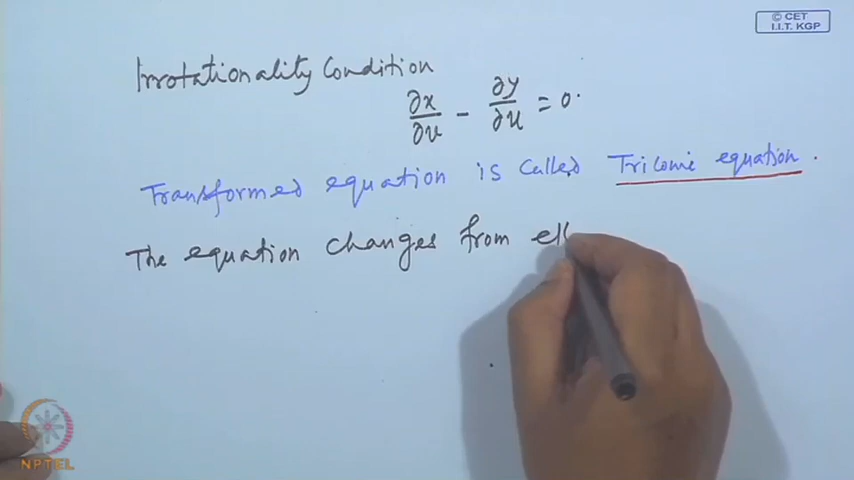 © CET
I.I.T. KGP
Irrotationality Condition
∂x/∂v - ∂y/∂u = 0.
Transformed equation is called Tricomi equation.
The equation changes from ell
NPTEL